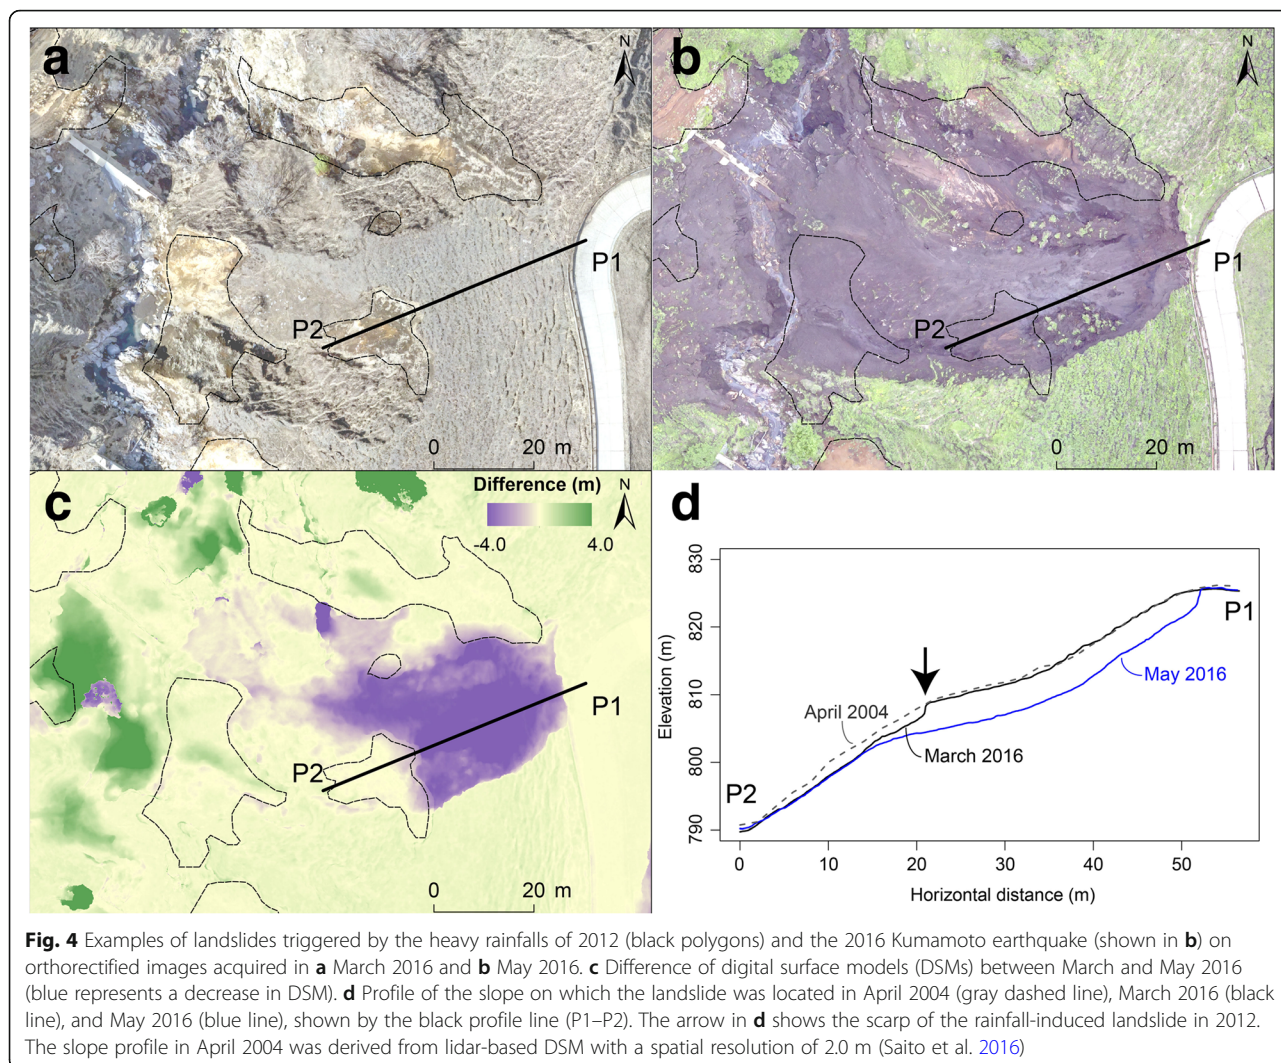 a
N
P1
P2
0 20 m
b
N
P1
P2
0 20 m
c
Difference (m)
N
-4.0 4.0
P1
P2
0 20 m
d
Elevation (m)
830
820
810
800
790
P1
May 2016
April 2004
March 2016
P2
0 10 20 30 40 50
Horizontal distance (m)
Fig. 4 Examples of landslides triggered by the heavy rainfalls of 2012 (black polygons) and the 2016 Kumamoto earthquake (shown in b) on
orthorectified images acquired in a March 2016 and b May 2016. c Difference of digital surface models (DSMs) between March and May 2016
(blue represents a decrease in DSM). d Profile of the slope on which the landslide was located in April 2004 (gray dashed line), March 2016 (black
line), and May 2016 (blue line), shown by the black profile line (P1–P2). The arrow in d shows the scarp of the rainfall-induced landslide in 2012.
The slope profile in April 2004 was derived from lidar-based DSM with a spatial resolution of 2.0 m (Saito et al. 2016)